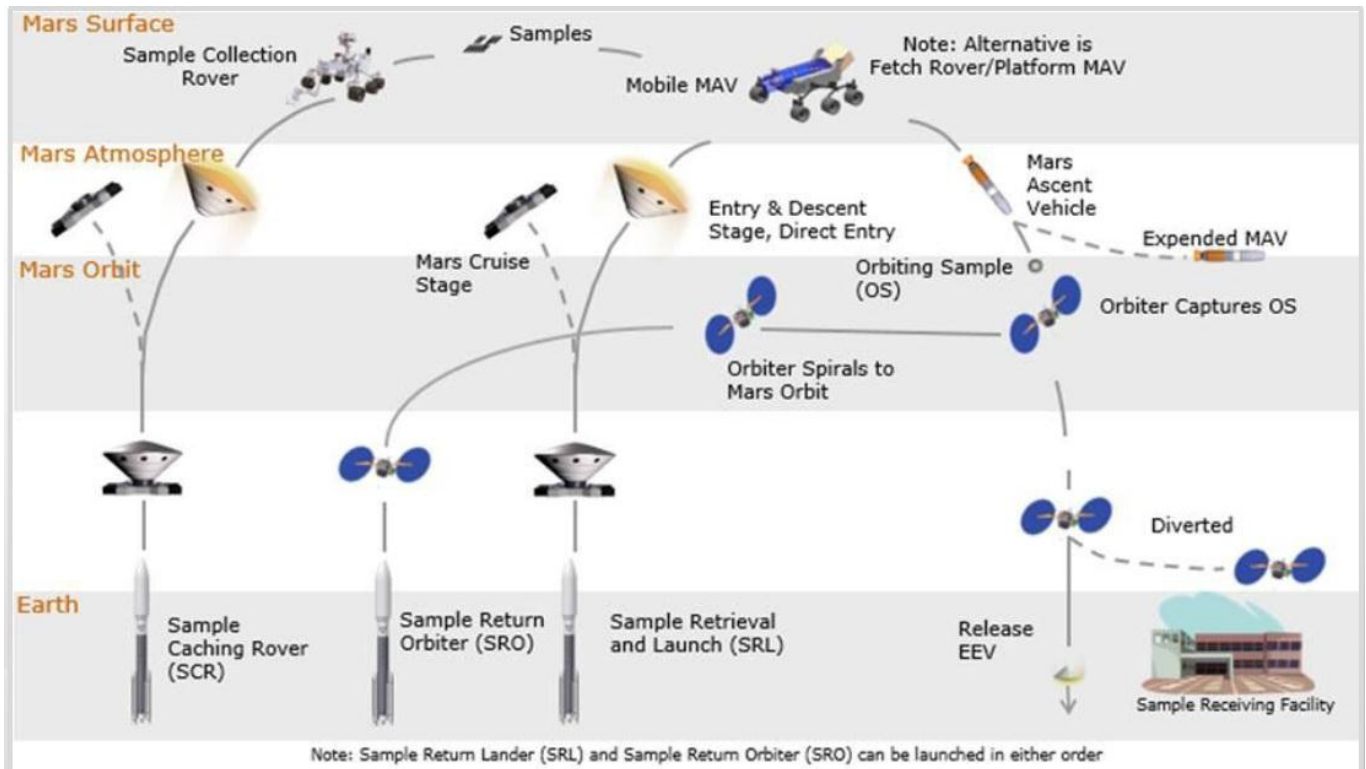 Mars Surface
Sample Collection
Rover
Samples
Mobile MAV
Note: Alternative is
Fetch Rover/Platform MAV
Mars Atmosphere
Mars
Ascent
Vehicle
Entry & Descent
Stage, Direct Entry
Expended MAV
Mars Orbit
Mars Cruise
Stage
Orbiting Sample
(OS)
Orbiter Captures OS
Orbiter Spirals to
Mars Orbit
Diverted
Earth
Sample
Caching Rover
(SCR)
Sample Return
Orbiter (SRO)
Sample Retrieval
and Launch (SRL)
Release
EEV
Sample Receiving Facility
Note: Sample Return Lander (SRL) and Sample Return Orbiter (SRO) can be launched in either order